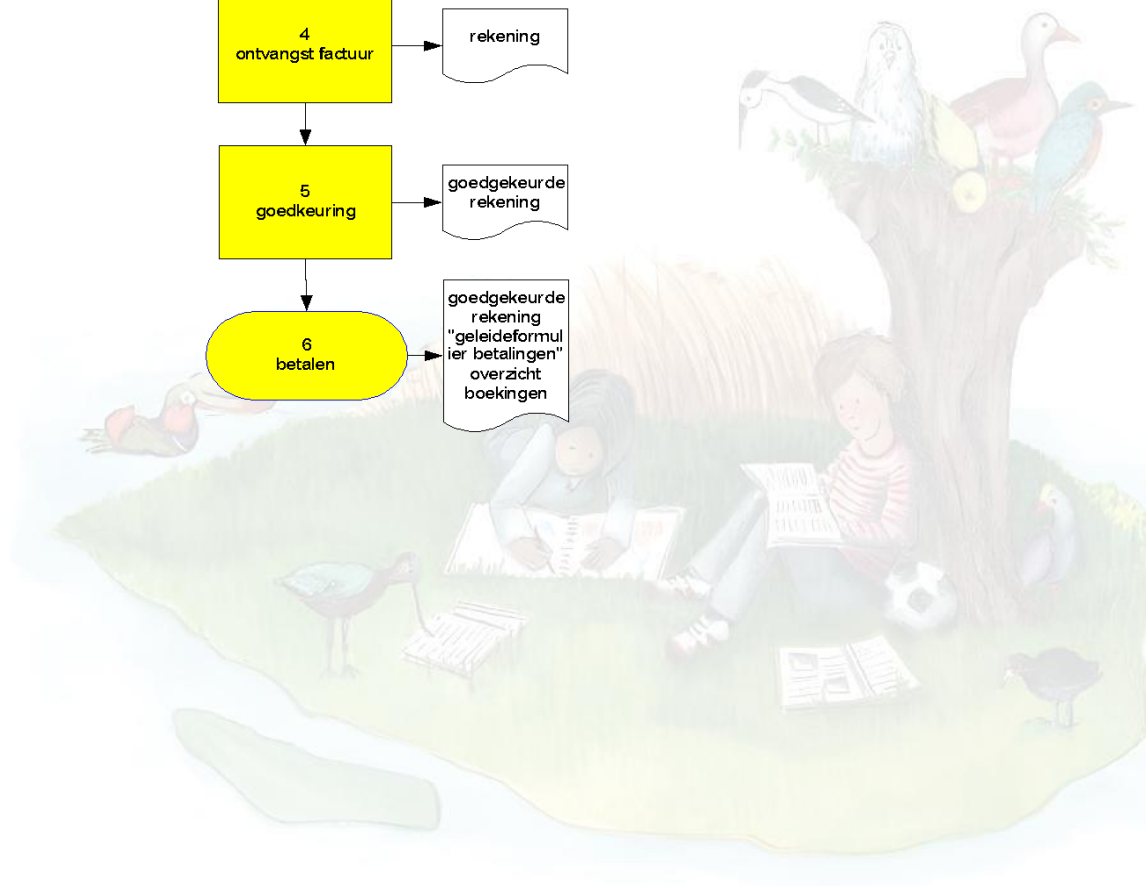 4
ontvangst factuur
rekening
5
goedkeuring
goedgekeurde
rekening
6
betalen
goedgekeurde
rekening
"geleideformul
ier betalingen"
overzicht
boekingen